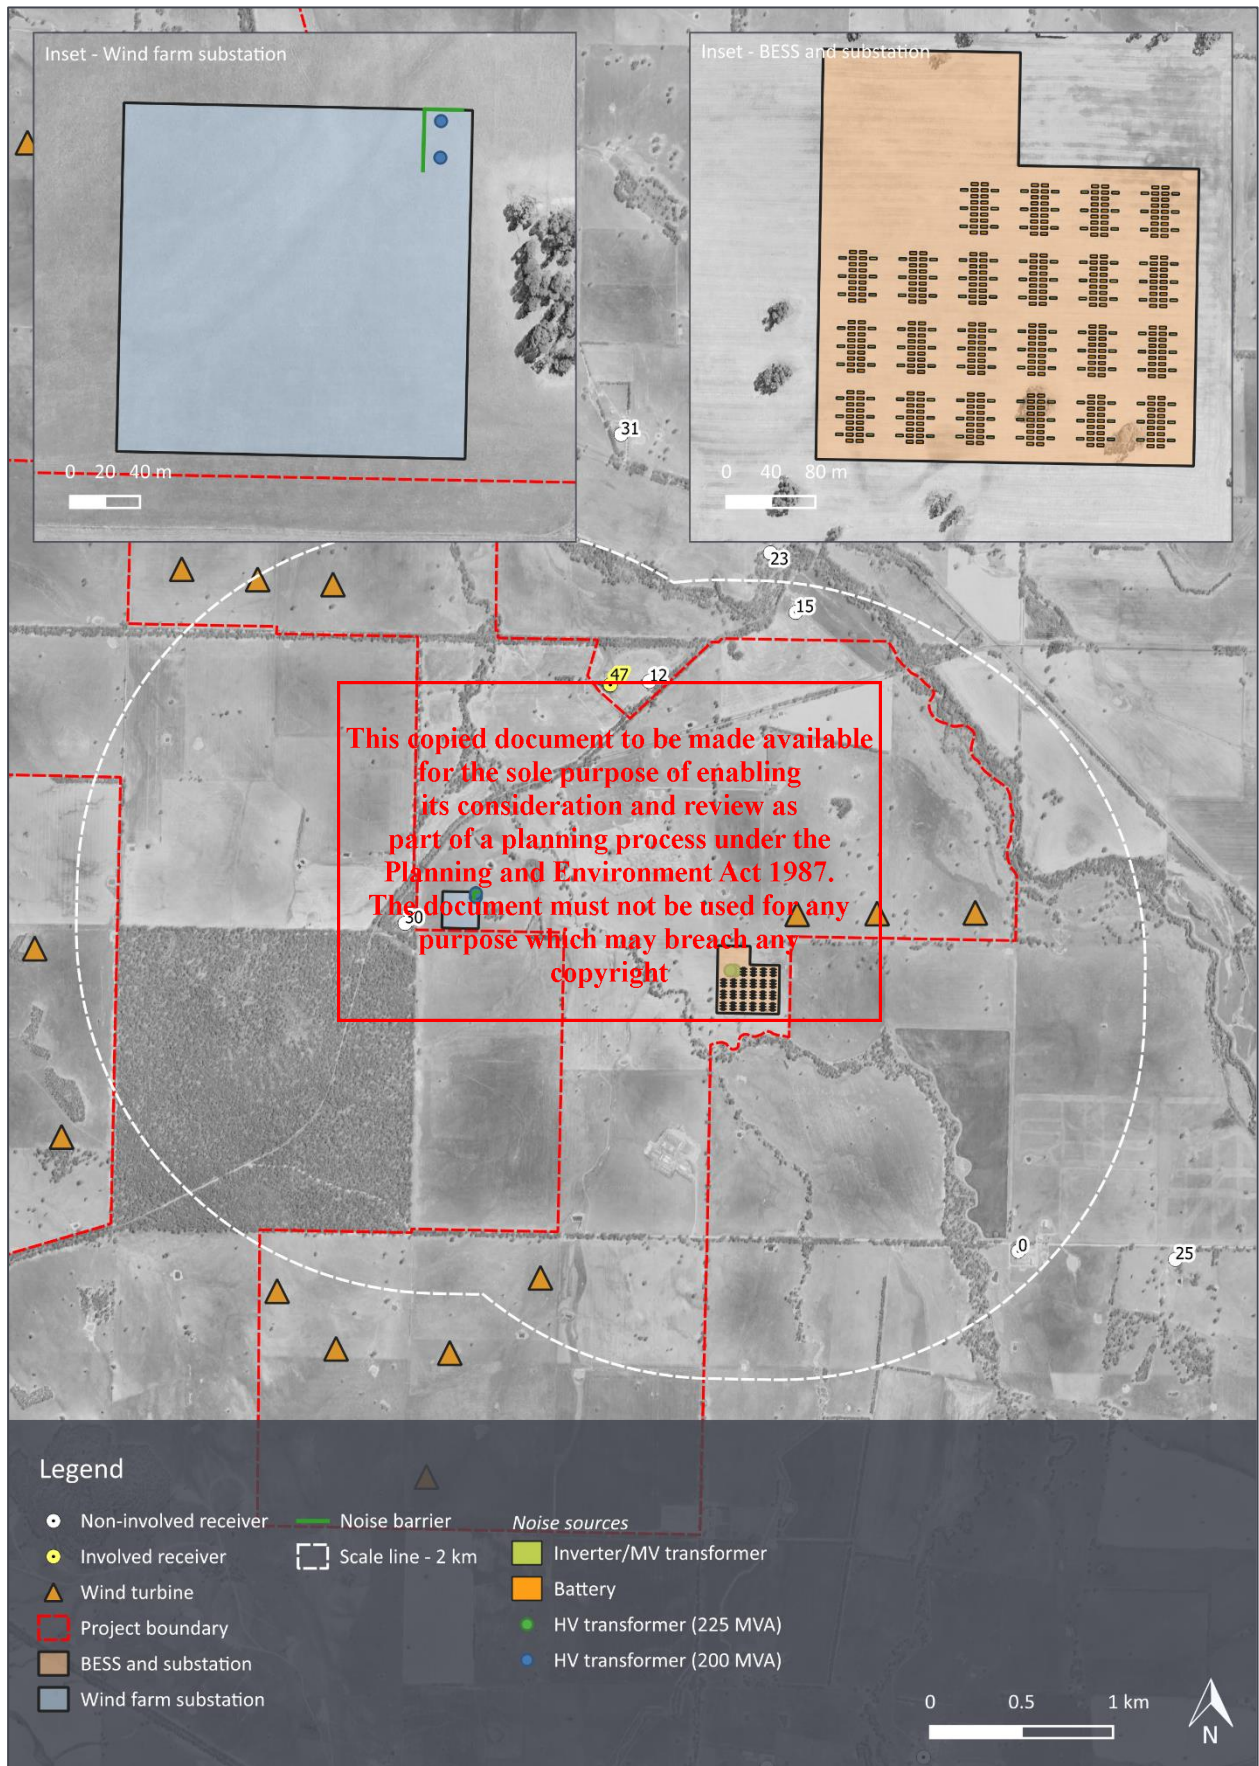 Inset - Wind farm substation
Inset - BESS and substation
0 20 40 m
0 40 80 m
31
23
15
47
12
This copied document to be made available
for the sole purpose of enabling
its consideration and review as
part of a planning process under the
Planning and Environment Act 1987.
The document must not be used for any
purpose which may breach any
copyright
30
0
25
Legend
Non-involved receiver
Involved receiver
Wind turbine
Project boundary
BESS and substation
Wind farm substation
Noise barrier
Scale line - 2 km
Noise sources
Inverter/MV transformer
Battery
HV transformer (225 MVA)
HV transformer (200 MVA)
0 0.5 1 km
N